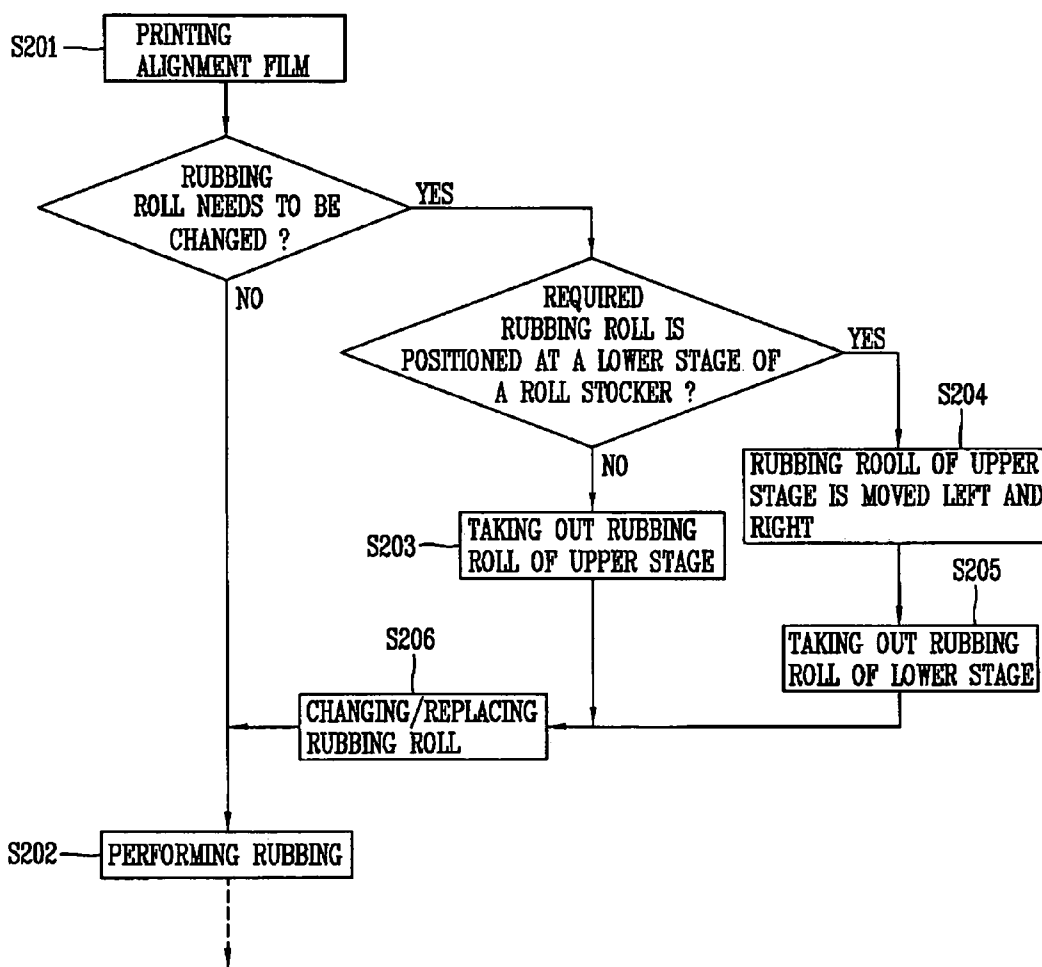 S201
PRINTING
ALIGNMENT FILM
RUBBING
ROLL NEEDS TO BE
CHANGED ?
YES
NO
REQUIRED
RUBBING ROLL IS
POSITIONED AT A LOWER STAGE OF
A ROLL STOCKER ?
YES
NO
S204
RUBBING ROOLL OF UPPER
STAGE IS MOVED LEFT AND
RIGHT
S203
TAKING OUT RUBBING
ROLL OF UPPER STAGE
S205
TAKING OUT RUBBING
ROLL OF LOWER STAGE
S206
CHANGING/REPLACING
RUBBING ROLL
S202
PERFORMING RUBBING